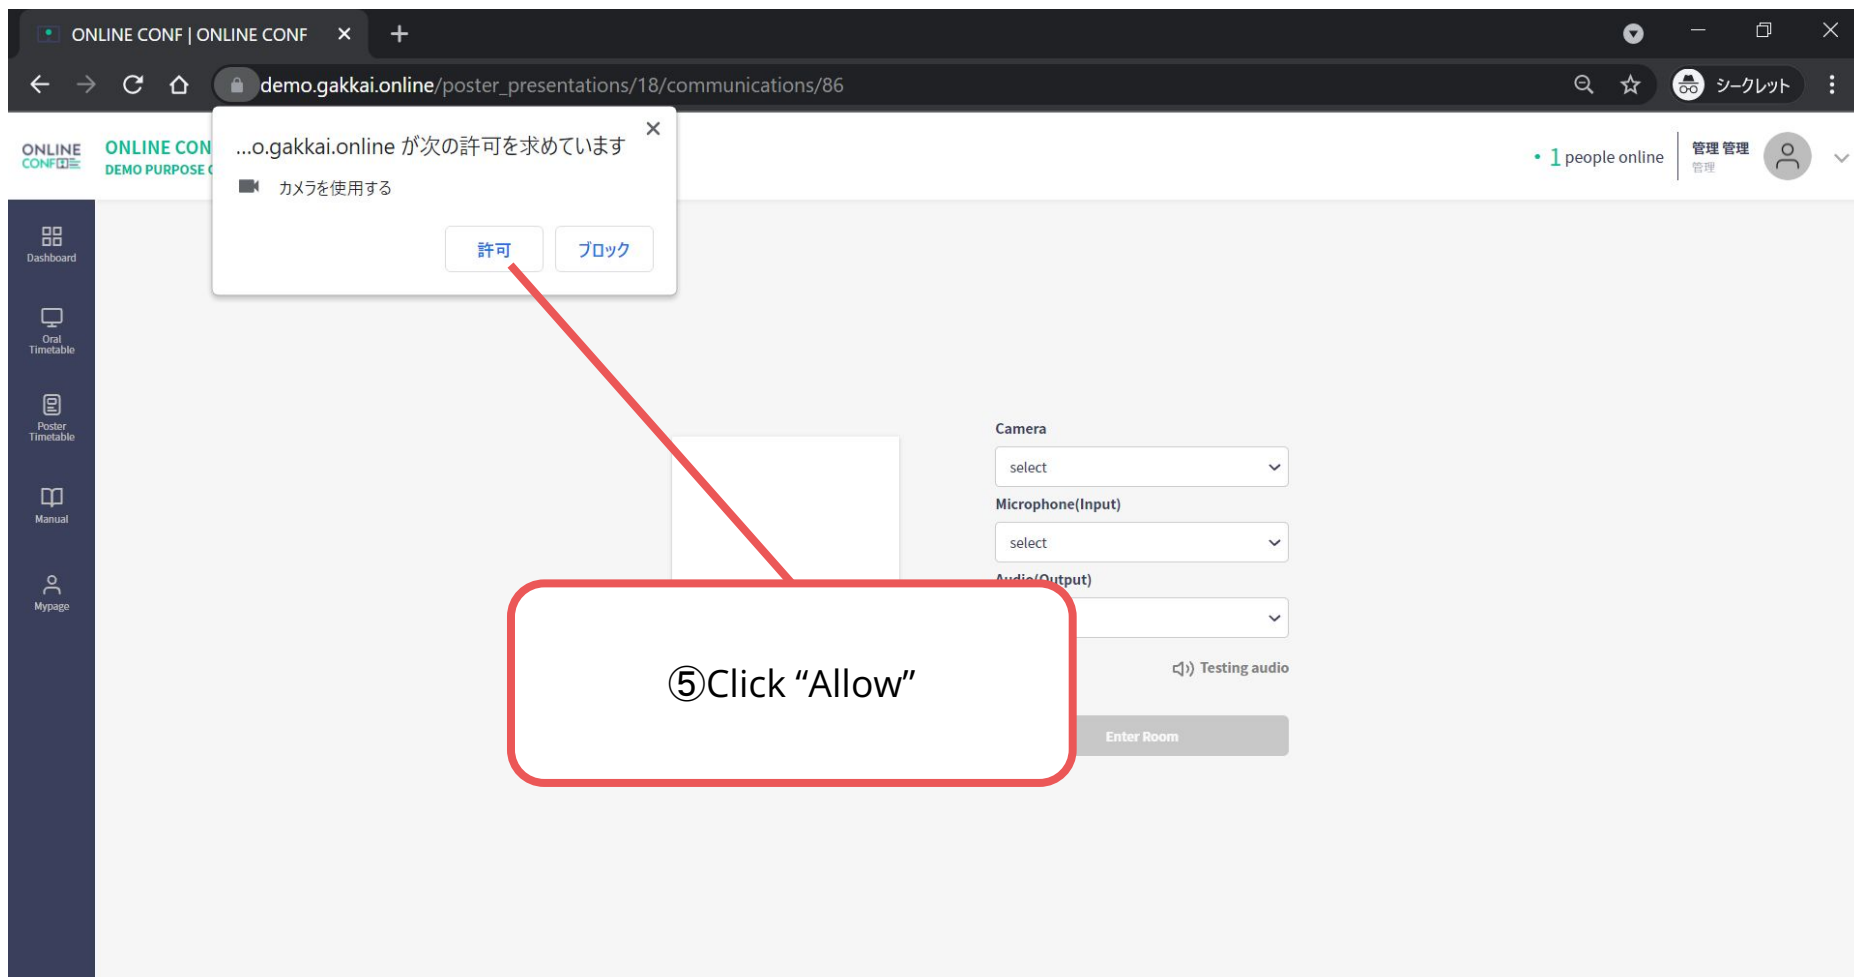 ONLINE CONF | ONLINE CONF
demo.gakkai.online/poster_presentations/18/communications/86
シークレット
ONLINE
CONF
ONLINE CON
DEMO PURPOSE
...o.gakkai.online が次の許可を求めています
カメラを使用する
許可
ブロック
• 1 people online
管理 管理
管理
Dashboard
Oral
Timetable
Poster
Timetable
Manual
Mypage
Camera
select
Microphone(Input)
select
Audio(Output)
Testing audio
Enter Room
⑤Click “Allow”